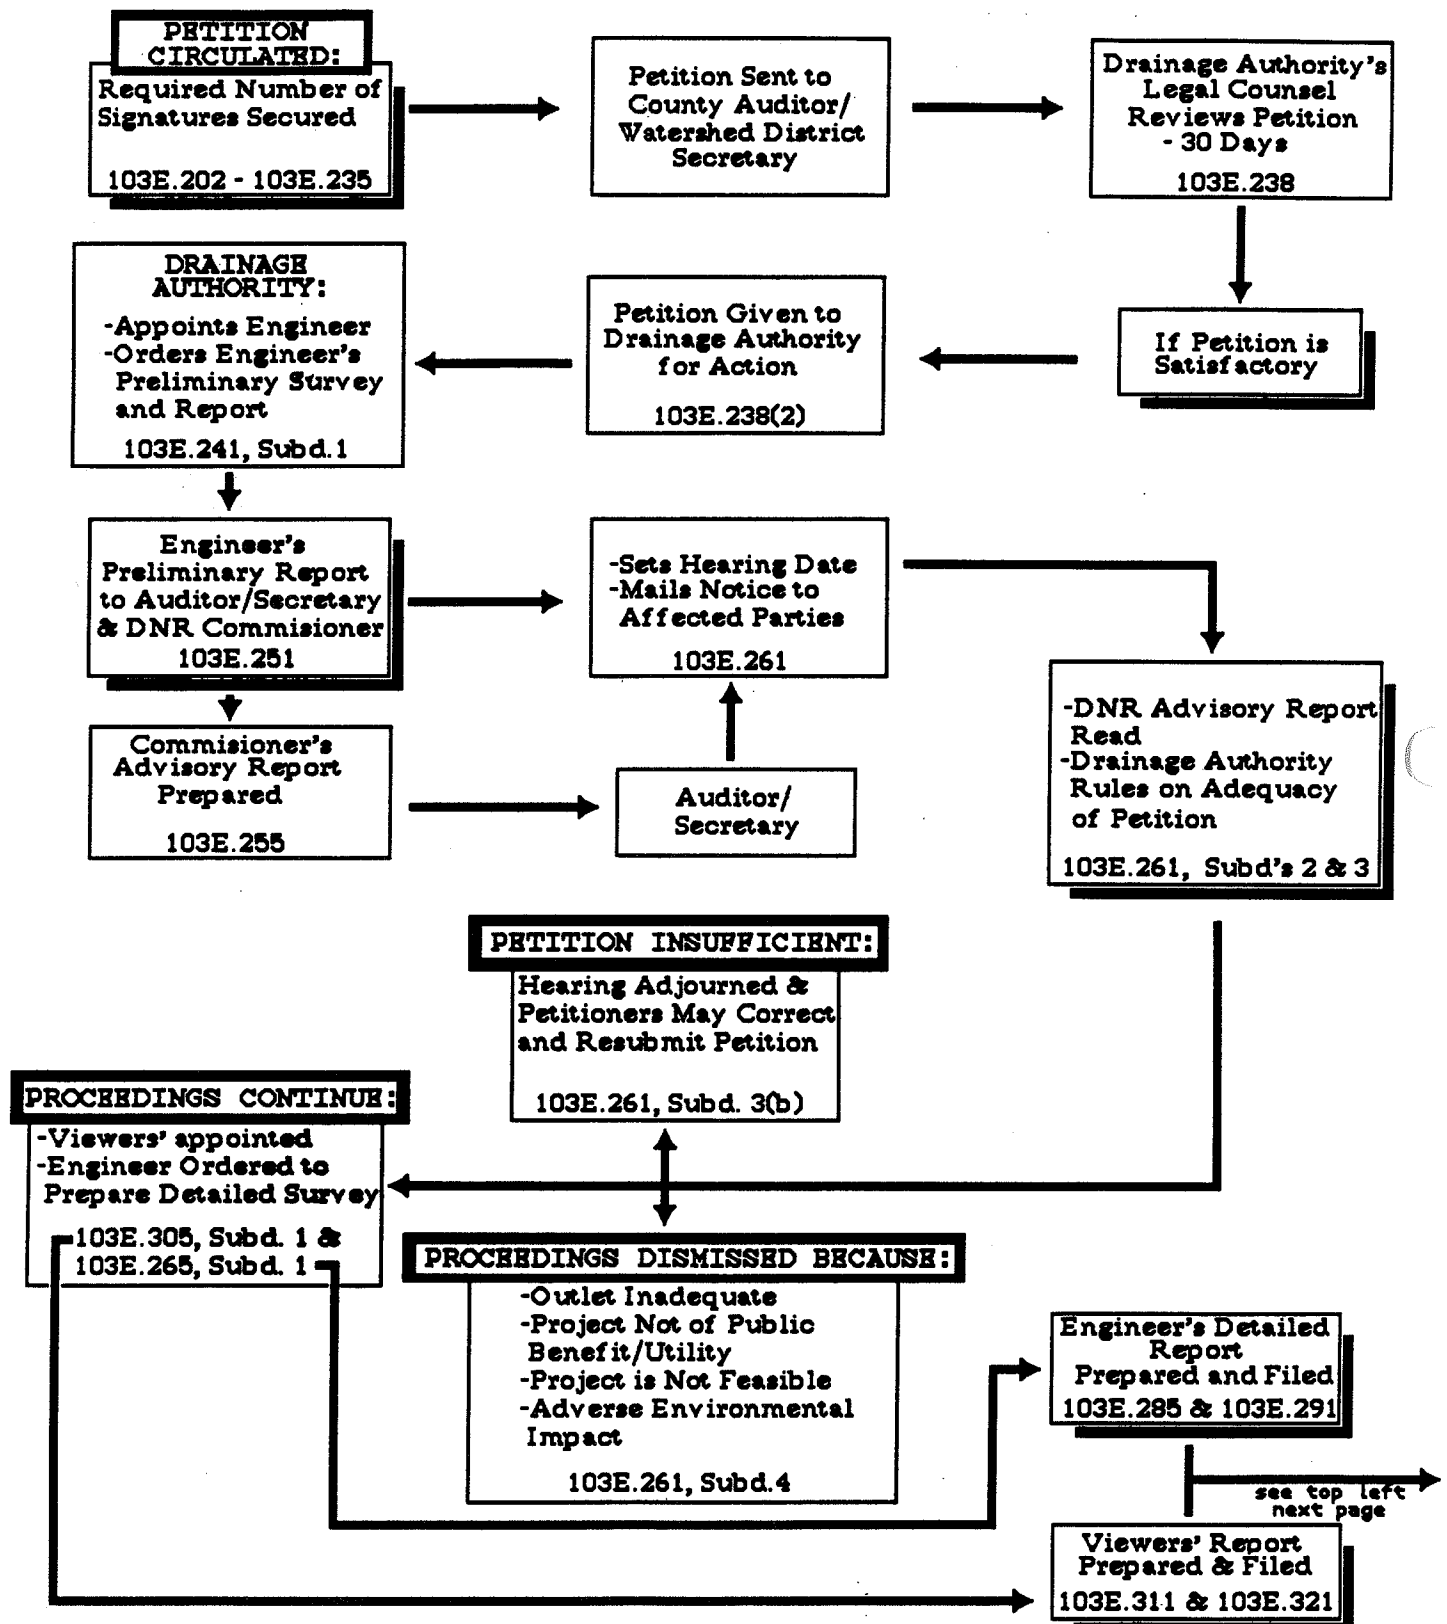 PETITION
CIRCULATED:
Required Number of
Signatures Secured
103E.202 - 103E.235
Petition Sent to
County Auditor/
Watershed District
Secretary
Drainage Authority's
Legal Counsel
Reviews Petition
- 30 Days
103E.238
If Petition is
Satisfactory
Petition Given to
Drainage Authority
for Action
103E.238(2)
DRAINAGE
AUTHORITY:
-Appoints Engineer
-Orders Engineer's
Preliminary Survey
and Report
103E.241, Subd.1
Engineer's
Preliminary Report
to Auditor/Secretary
& DNR Commisioner
103E.251
-Sets Hearing Date
-Mails Notice to
Affected Parties
103E.261
Commisioner's
Advisory Report
Prepared
103E.255
Auditor/
Secretary
-DNR Advisory Report
Read
-Drainage Authority
Rules on Adequacy
of Petition
103E.261, Subd's 2 & 3
PETITION INSUFFICIENT:
Hearing Adjourned &
Petitioners May Correct
and Resubmit Petition
103E.261, Subd. 3(b)
PROCEEDINGS CONTINUE:
-Viewers' appointed
-Engineer Ordered to
Prepare Detailed Survey
103E.305, Subd. 1 &
103E.265, Subd. 1
PROCEEDINGS DISMISSED BECAUSE:
-Outlet Inadequate
-Project Not of Public
Benefit/Utility
-Project is Not Feasible
-Adverse Environmental
Impact
103E.261, Subd.4
Engineer's Detailed
Report
Prepared and Filed
103E.285 & 103E.291
see top left
next page
Viewers' Report
Prepared & Filed
103E.311 & 103E.321